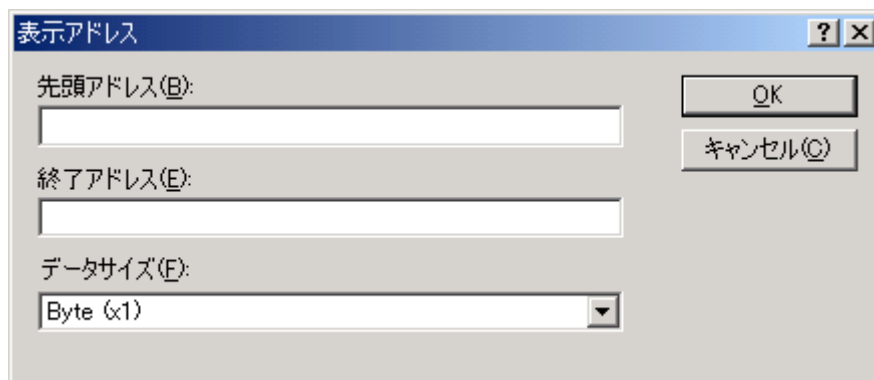 表示アドレス
先頭アドレス(B):
OK
キャンセル(C)
終了アドレス(E):
データサイズ(F):
Byte (x1)